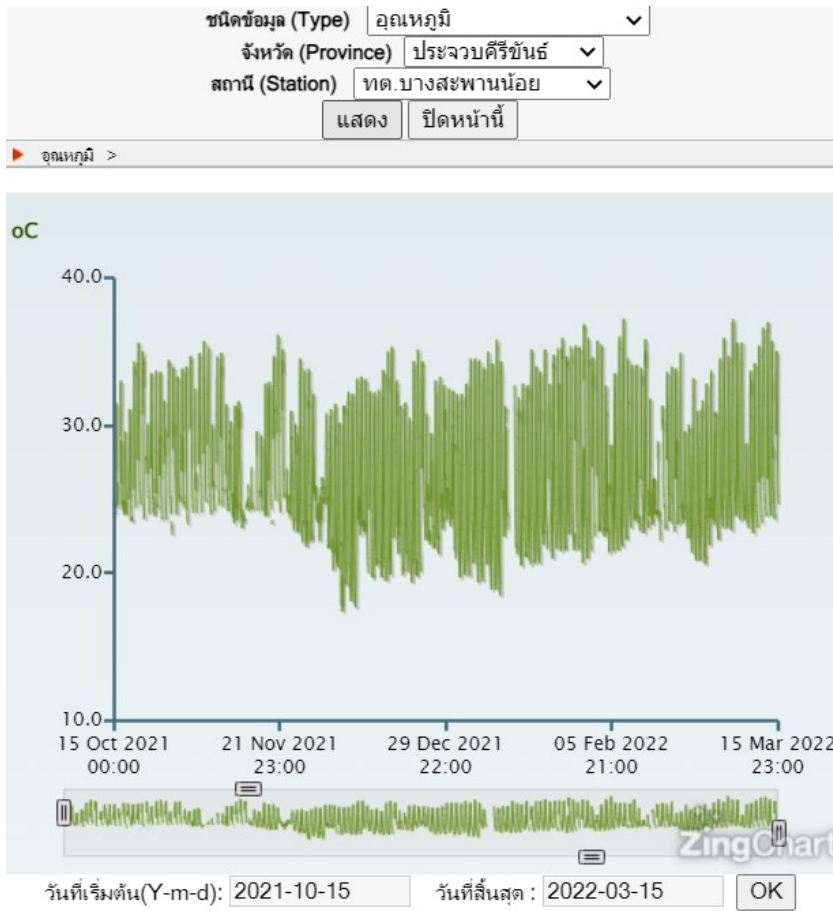 ชนิดข้อมูล (Type) อุณหภูมิ
จังหวัด (Province) ประจวบคีรีขันธ์
สถานี (Station) ทต.บางสะพานน้อย
แสดง ปิดหน้านี้
อุณหภูมิ >
oC
40.0
30.0
20.0
10.0
15 Oct 2021 21 Nov 2021 29 Dec 2021 05 Feb 2022 15 Mar 2022
00:00 23:00 22:00 21:00 23:00
ZingChart
วันที่เริ่มต้น(Y-m-d): 2021-10-15 วันที่สิ้นสุด : 2022-03-15 OK